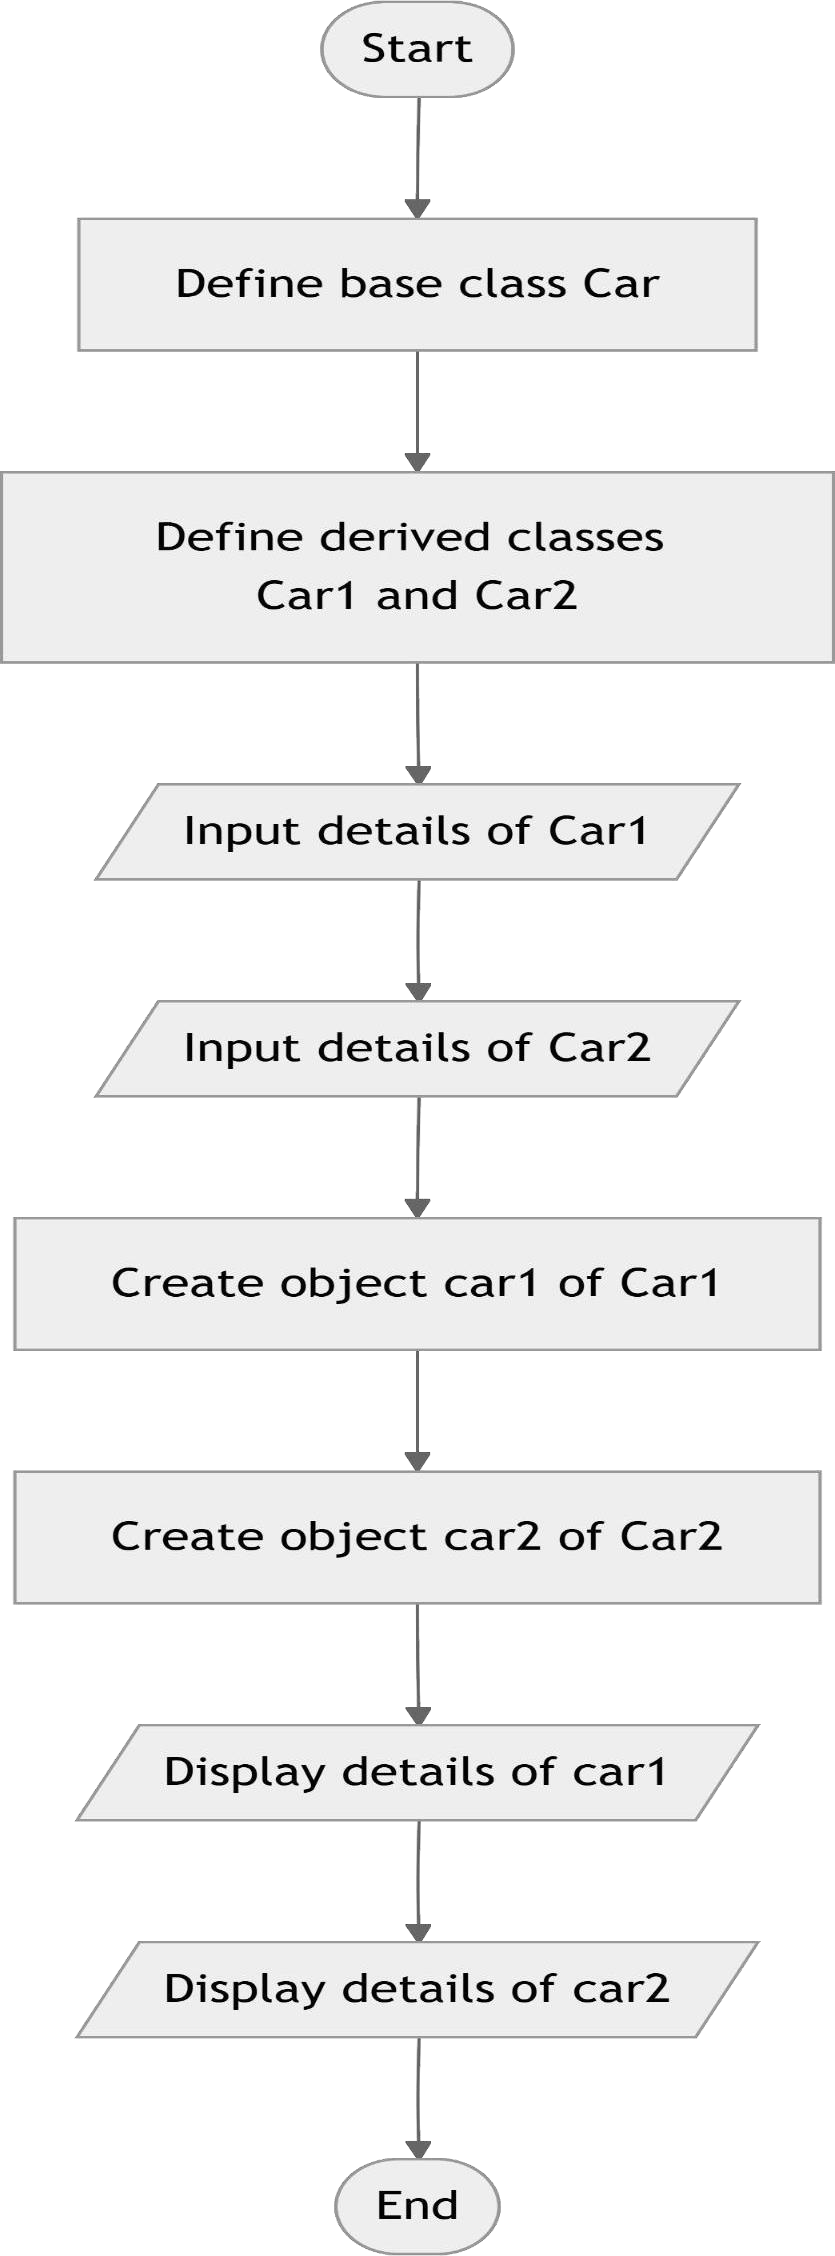 Start
Define base class Car
Define derived classes
Car1 and Car2
Input details of Car1
Input details of Car2
Create object car1 of Car1
Create object car2 of Car2
Display details of car1
Display details of car2
End